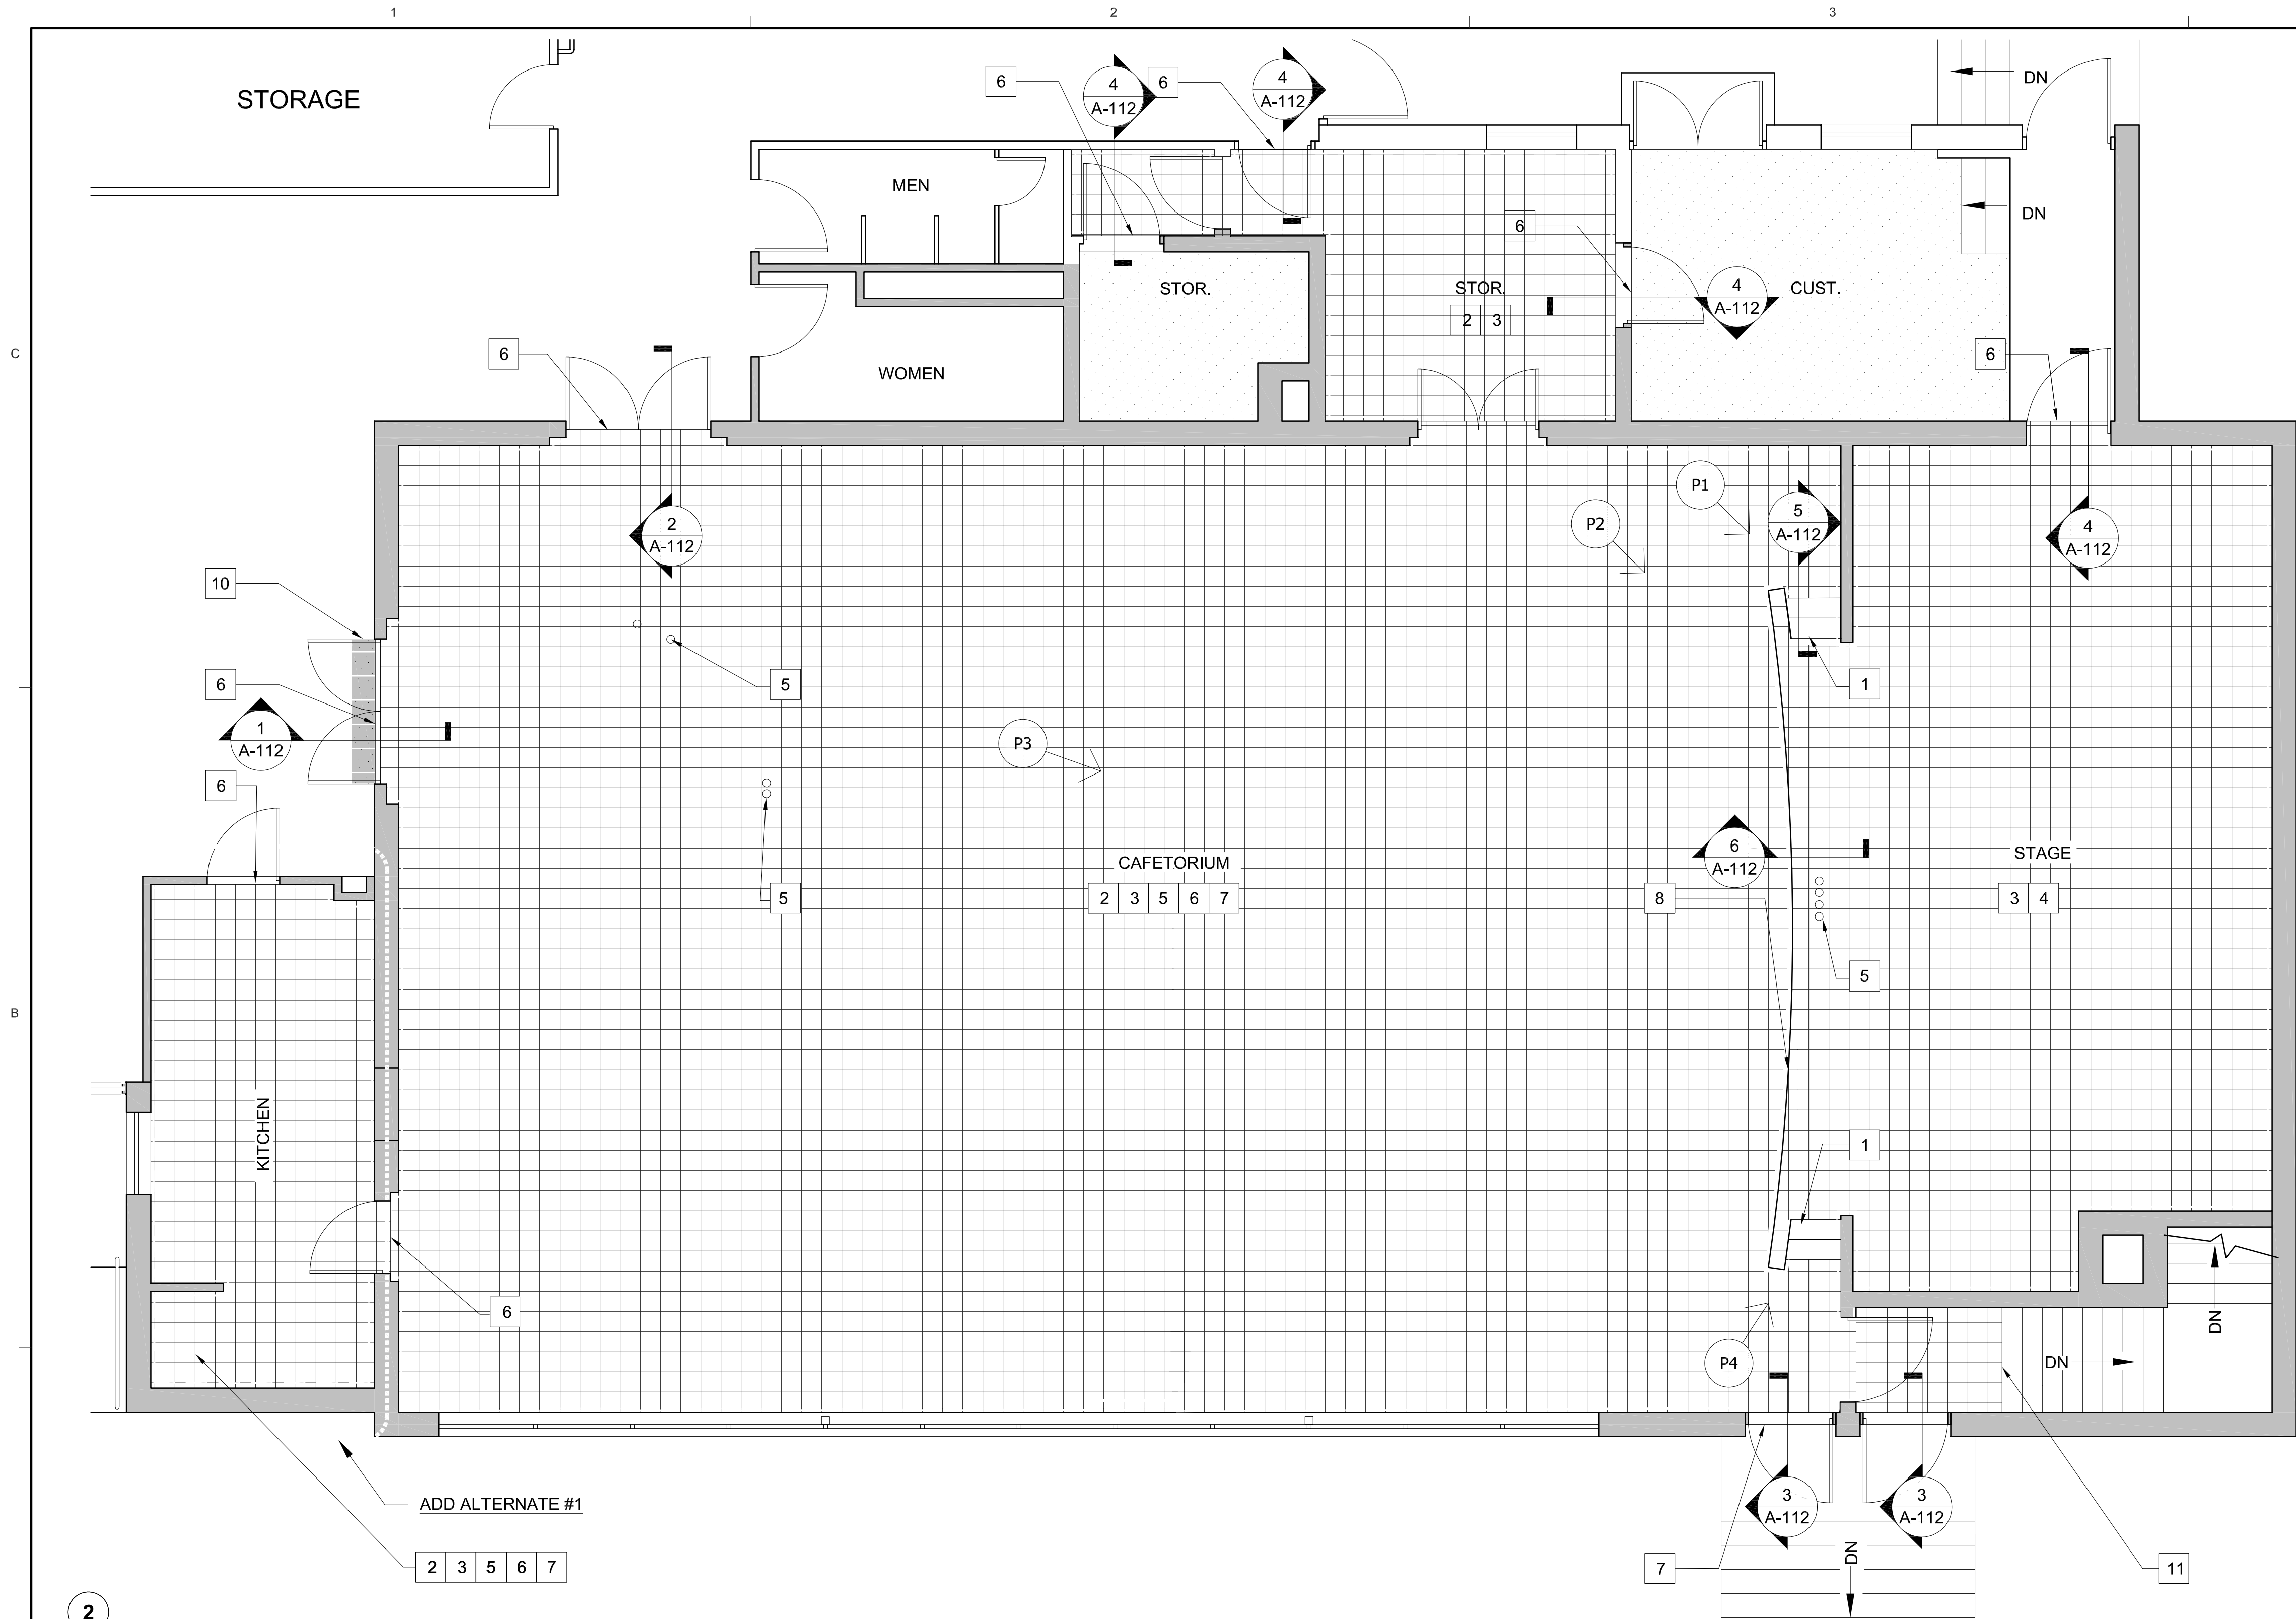 1
2
3
STORAGE
6
4
A-112
6
4
A-112
DN
MEN
6
DN
STOR.
STOR.
2 3
4
A-112
CUST.
C
6
WOMEN
6
P1
P2
5
A-112
2
A-112
4
A-112
10
6
5
1
1
A-112
P3
6
5
CAFETORIUM
2 3 5 6 7
6
A-112
8
STAGE
3 4
5
B
KITCHEN
1
6
DN
P4
DN
ADD ALTERNATE #1
3
A-112
3
A-112
2 3 5 6 7
7
DN
11
2